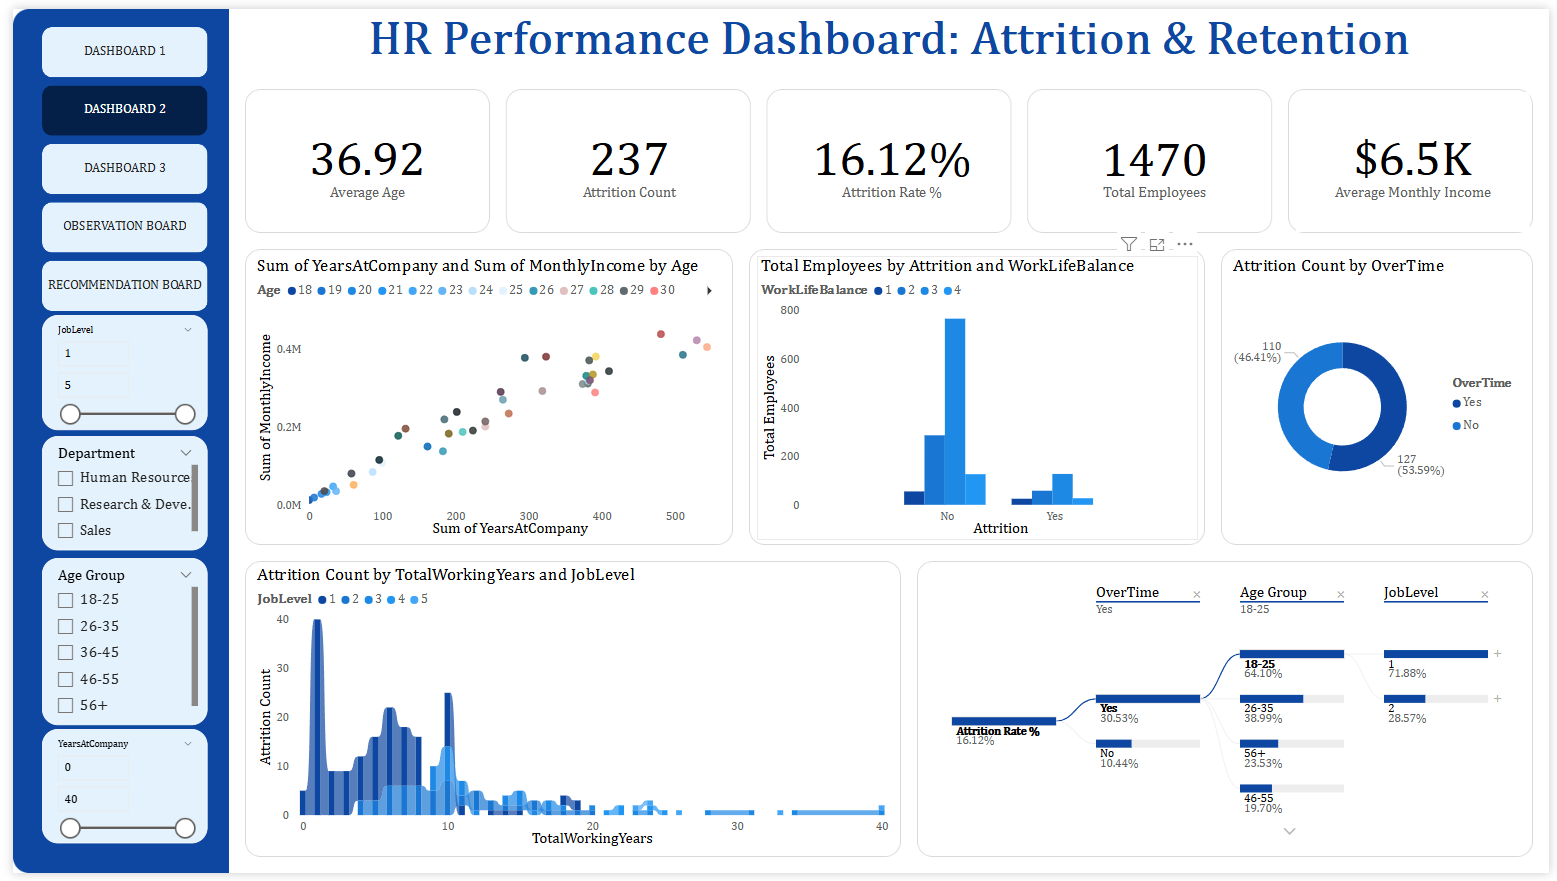 HR Performance Dashboard: Attrition & Retention
DASHBOARD 1
DASHBOARD 2
DASHBOARD 3
OBSERVATION BOARD
RECOMMENDATION BOARD
JobLevel
1
5
Department
Human Resource
Research & Deve..
Sales
Age Group
18-25
26-35
36-45
46-55
56+
YearsAtCompany
0
40
36.92
Average Age
237
Attrition Count
16.12%
Attrition Rate %
1470
Total Employees
$6.5K
Average Monthly Income
Sum of YearsAtCompany and Sum of MonthlyIncome by Age
Age 18 19 20 21 22 23 24 25 26 27 28 29 30
Sum of MonthlyIncome
0.4M
0.2M
0.0M
0 100 200 300 400 500
Sum of YearsAtCompany
Total Employees by Attrition and WorkLifeBalance
WorkLifeBalance 1 2 3 4
Total Employees
800
600
400
200
0
No Yes
Attrition
Attrition Count by OverTime
110
(46.41%)
127
(53.59%)
OverTime
Yes
No
Attrition Count by TotalWorkingYears and JobLevel
JobLevel 1 2 3 4 5
Attrition Count
40
30
20
10
0
0 10 20 30 40
TotalWorkingYears
OverTime
Yes
Age Group
18-25
JobLevel
Attrition Rate %
16.12%
Yes
30.53%
No
10.44%
18-25
64.10%
26-35
38.99%
56+
23.53%
46-55
19.70%
1
71.88%
2
28.57%